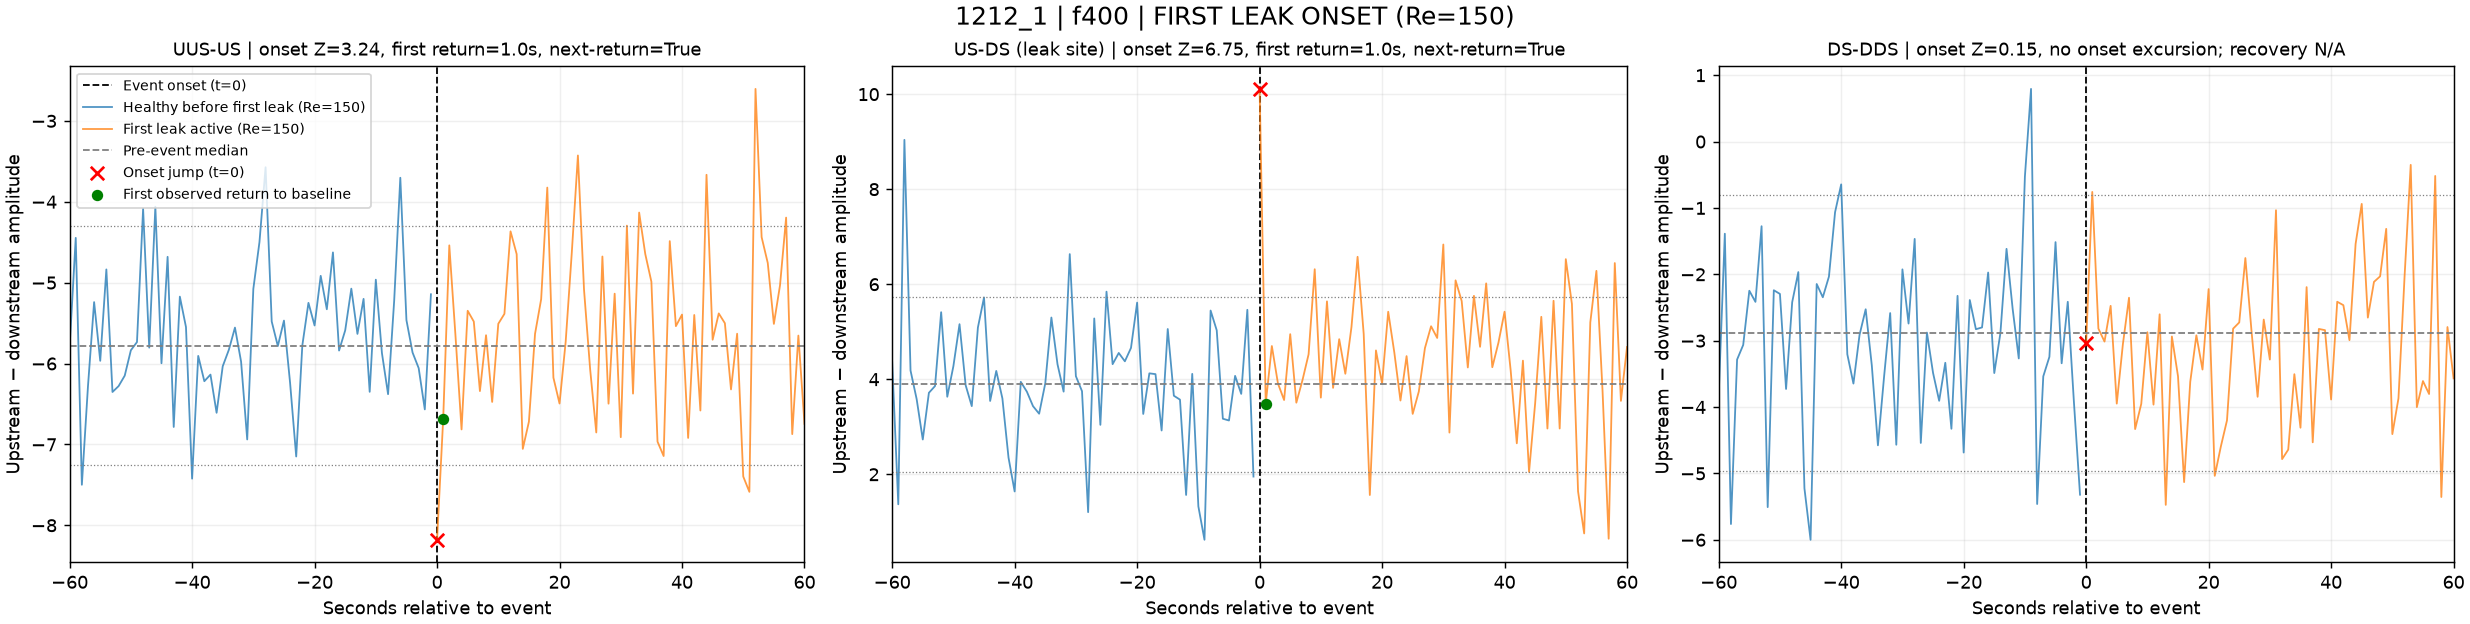 1212_1 | f400 | FIRST LEAK ONSET (Re=150)
UUS-US | onset Z=3.24, first return=1.0s, next-return=True
Upstream − downstream amplitude
−3
−4
−5
−6
−7
−8
Event onset (t=0)
Healthy before first leak (Re=150)
First leak active (Re=150)
Pre-event median
Onset jump (t=0)
First observed return to baseline
−60
−40
−20
0
20
40
60
Seconds relative to event
US-DS (leak site) | onset Z=6.75, first return=1.0s, next-return=True
Upstream − downstream amplitude
10
8
6
4
2
−60
−40
−20
0
20
40
60
Seconds relative to event
DS-DDS | onset Z=0.15, no onset excursion; recovery N/A
Upstream − downstream amplitude
1
0
−1
−2
−3
−4
−5
−6
−60
−40
−20
0
20
40
60
Seconds relative to event